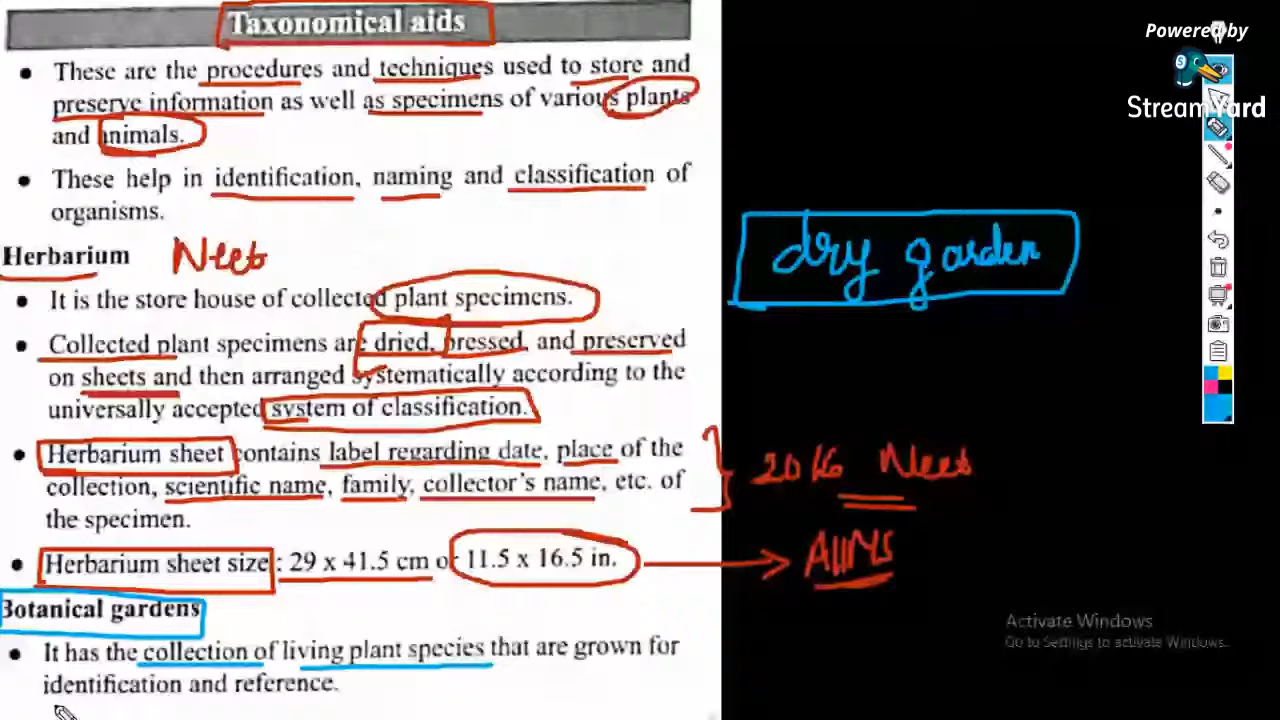 Taxonomical aids
• These are the procedures and techniques used to store and
preserve information as well as specimens of various plants
and animals.
• These help in identification, naming and classification of
organisms.
Herbarium Neet
• It is the store house of collected plant specimens.
• Collected plant specimens are dried, pressed, and preserved
on sheets and then arranged systematically according to the
universally accepted system of classification.
• Herbarium sheet contains label regarding date, place of the
collection, scientific name, family, collector's name, etc. of
the specimen.
• Herbarium sheet size : 29 x 41.5 cm or 11.5 x 16.5 in.
Botanical gardens
• It has the collection of living plant species that are grown for
identification and reference.
dry garden
2016 Neet
AIIMS
Powered by
StreamYard
Activate Windows
Go to Settings to activate Windows.